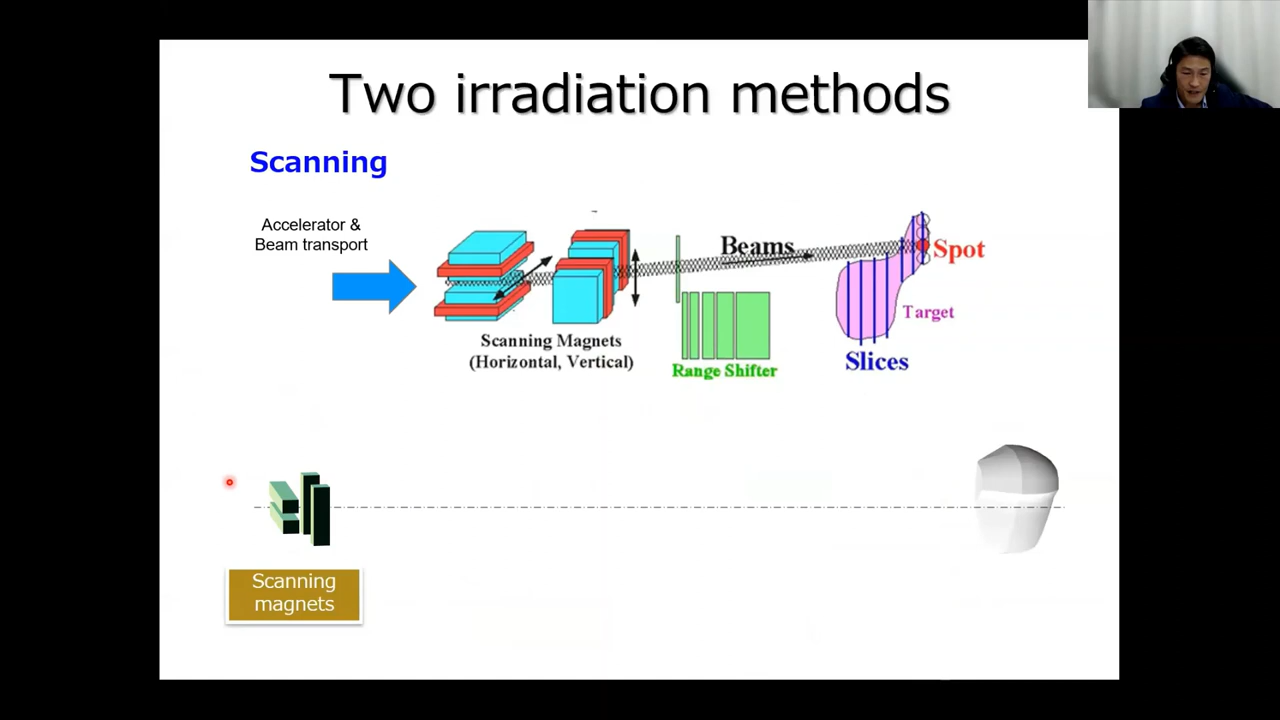 Two irradiation methods
Scanning
Accelerator &
Beam transport
Beams
Spot
Target
Scanning Magnets
(Horizontal, Vertical)
Range Shifter
Slices
Scanning
magnets